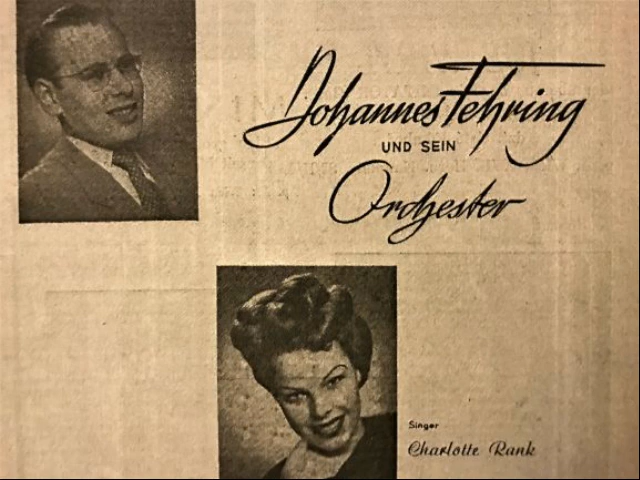 Johannes Fehring
UND SEIN
Orchester
Singer
Charlotte Rank